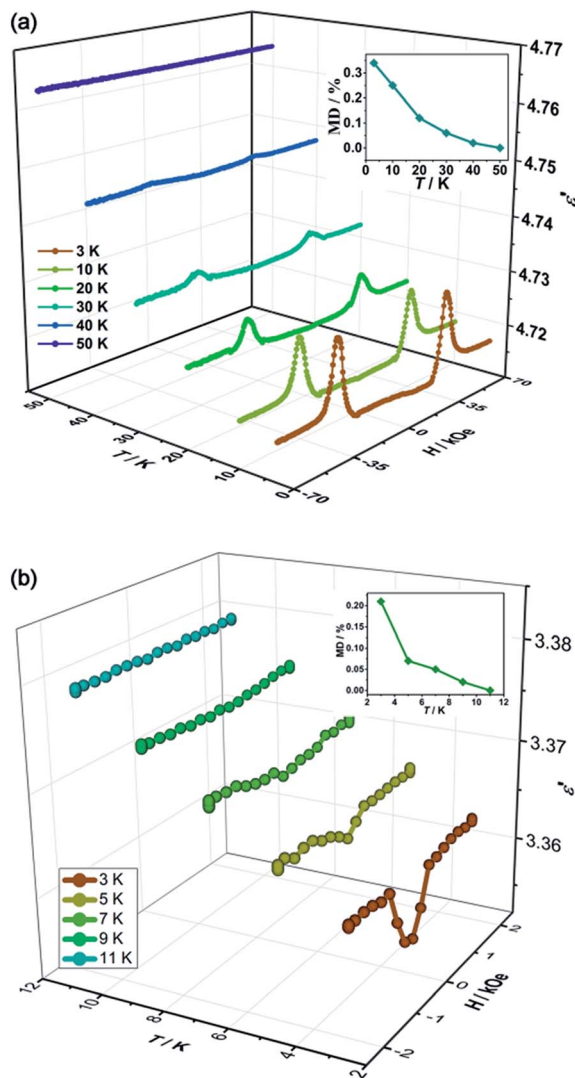 (a)
4.77
4.76
4.75
4.74
4.73
4.72
ε'
MD / %
0.3
0.2
0.1
0.0
0 10 20 30 40 50
T / K
3 K
10 K
20 K
30 K
40 K
50 K
50 40 30 20 10 0
T / K
-70 -35 0 35 70
H / kOe
(b)
3.38
3.37
3.36
ε'
MD / %
0.20
0.15
0.10
0.05
0.00
2 4 6 8 10 12
T / K
3 K
5 K
7 K
9 K
11 K
12 10 8 6 4 2
T / K
-2 -1 0 1 2
H / kOe